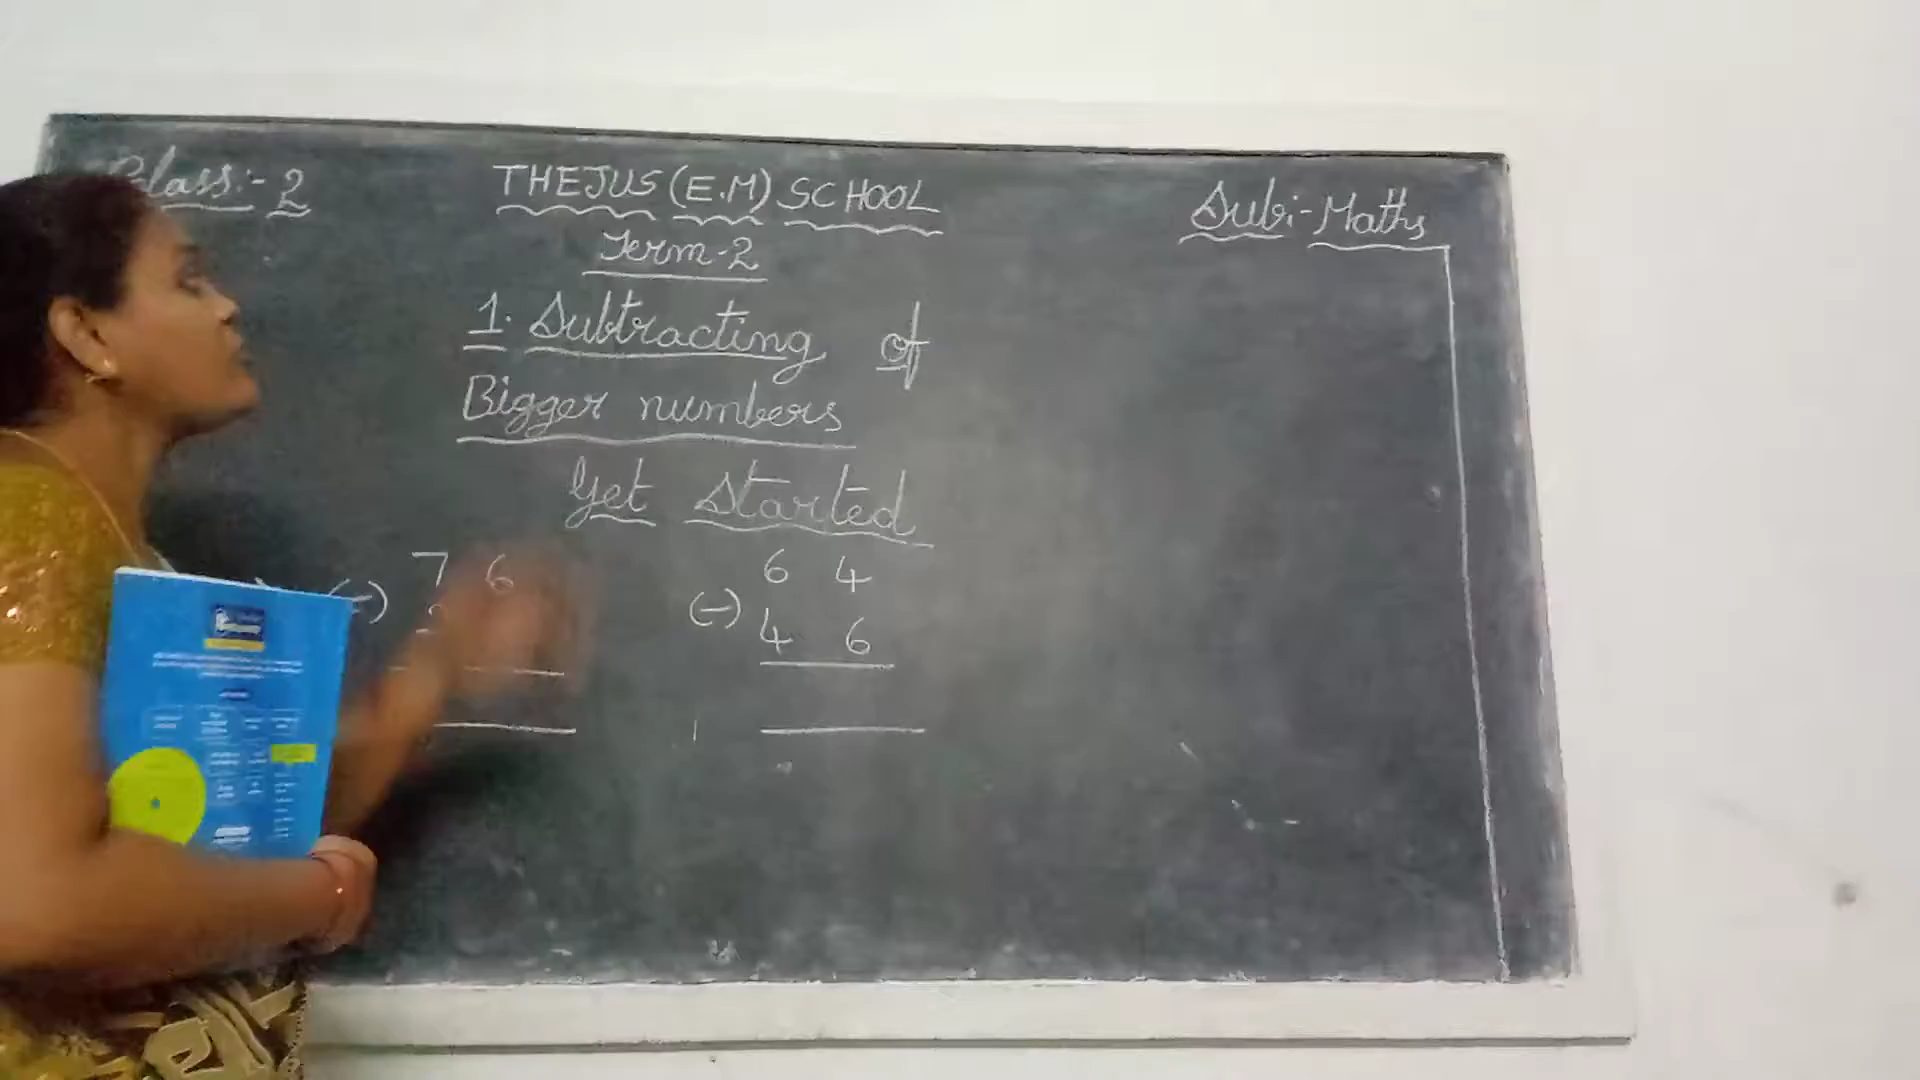 Class:- 2
THEJUS (E.M) SCHOOL
Sub:- Maths
Term-2
1. Subtracting of
Bigger numbers
Get Started
7 6
6 4
(-)
(-) 4 6